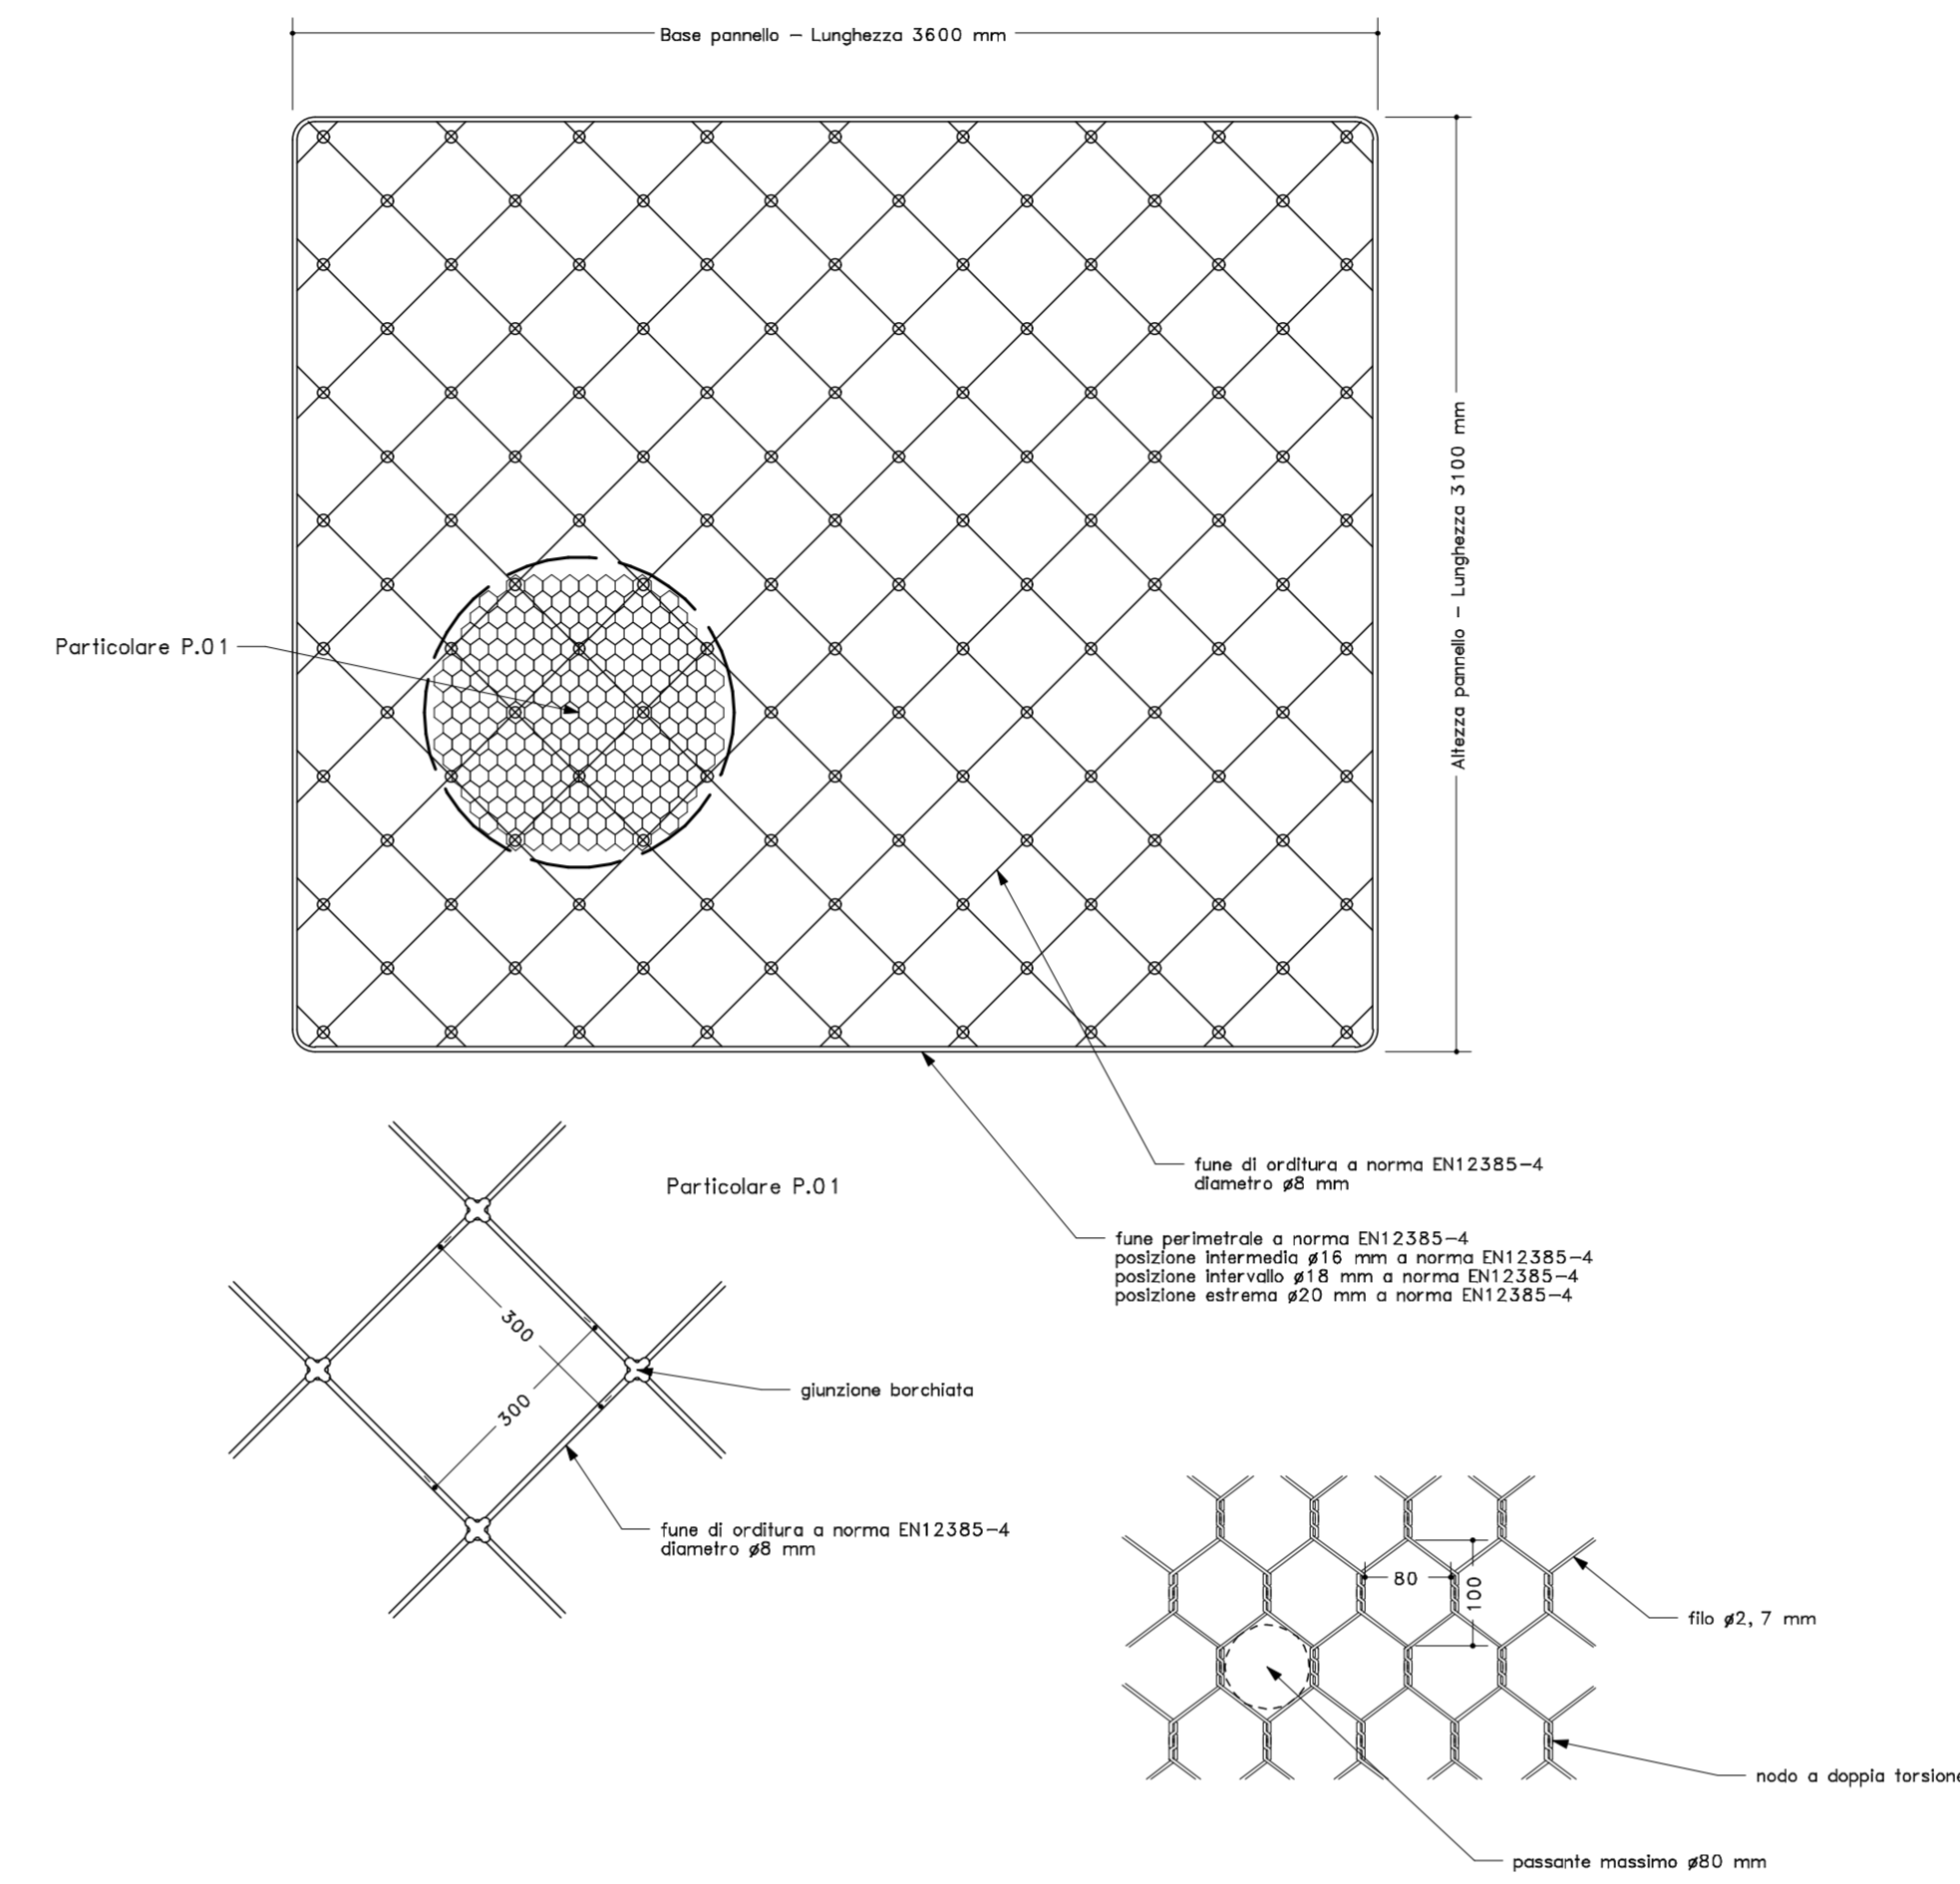 Base pannello – Lunghezza 3600 mm
Altezza pannello – Lunghezza 3100 mm
Particolare P.01
fune di orditura a norma EN12385–4
diametro ø8 mm
Particolare P.01
fune perimetrale a norma EN12385–4
posizione intermedia ø16 mm a norma EN12385–4
posizione intervallo ø18 mm a norma EN12385–4
posizione estrema ø20 mm a norma EN12385–4
300
300
giunzione borchiata
fune di orditura a norma EN12385–4
diametro ø8 mm
80
100
filo ø2,7 mm
nodo a doppia torsione
passante massimo ø80 mm